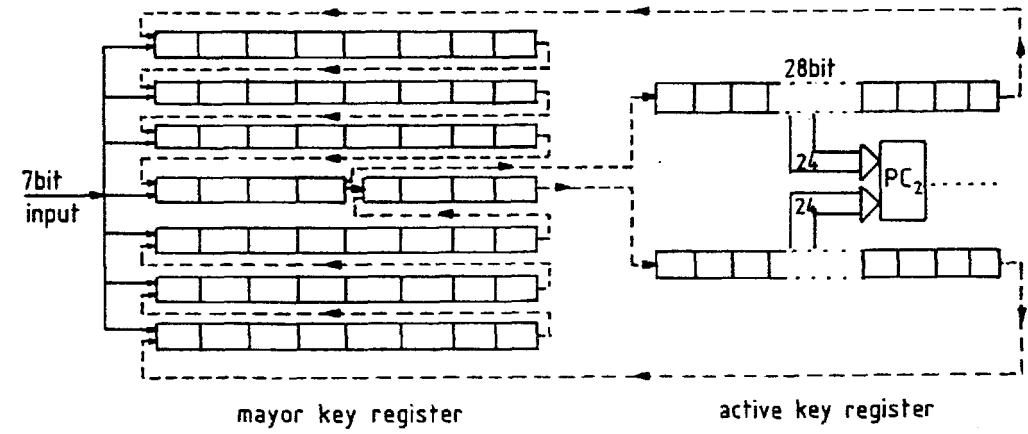 28bit
24
7bit
input
PC2
24
mayor key register
active key register